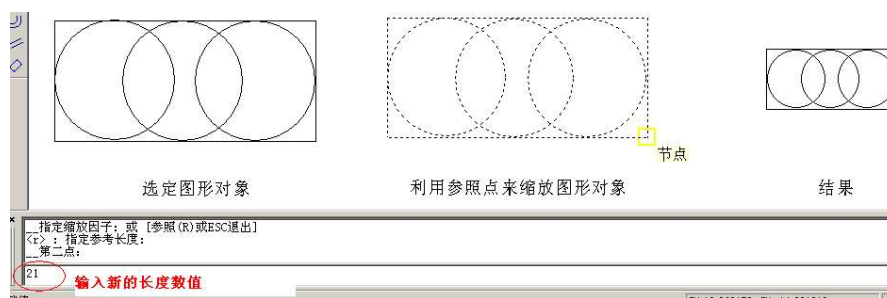 节点
选定图形对象
利用参照点来缩放图形对象
结果
__指定缩放因子: 或 [参照(R)或ESC退出]
<r> : 指定参考长度:
__第二点:
21
输入新的长度数值